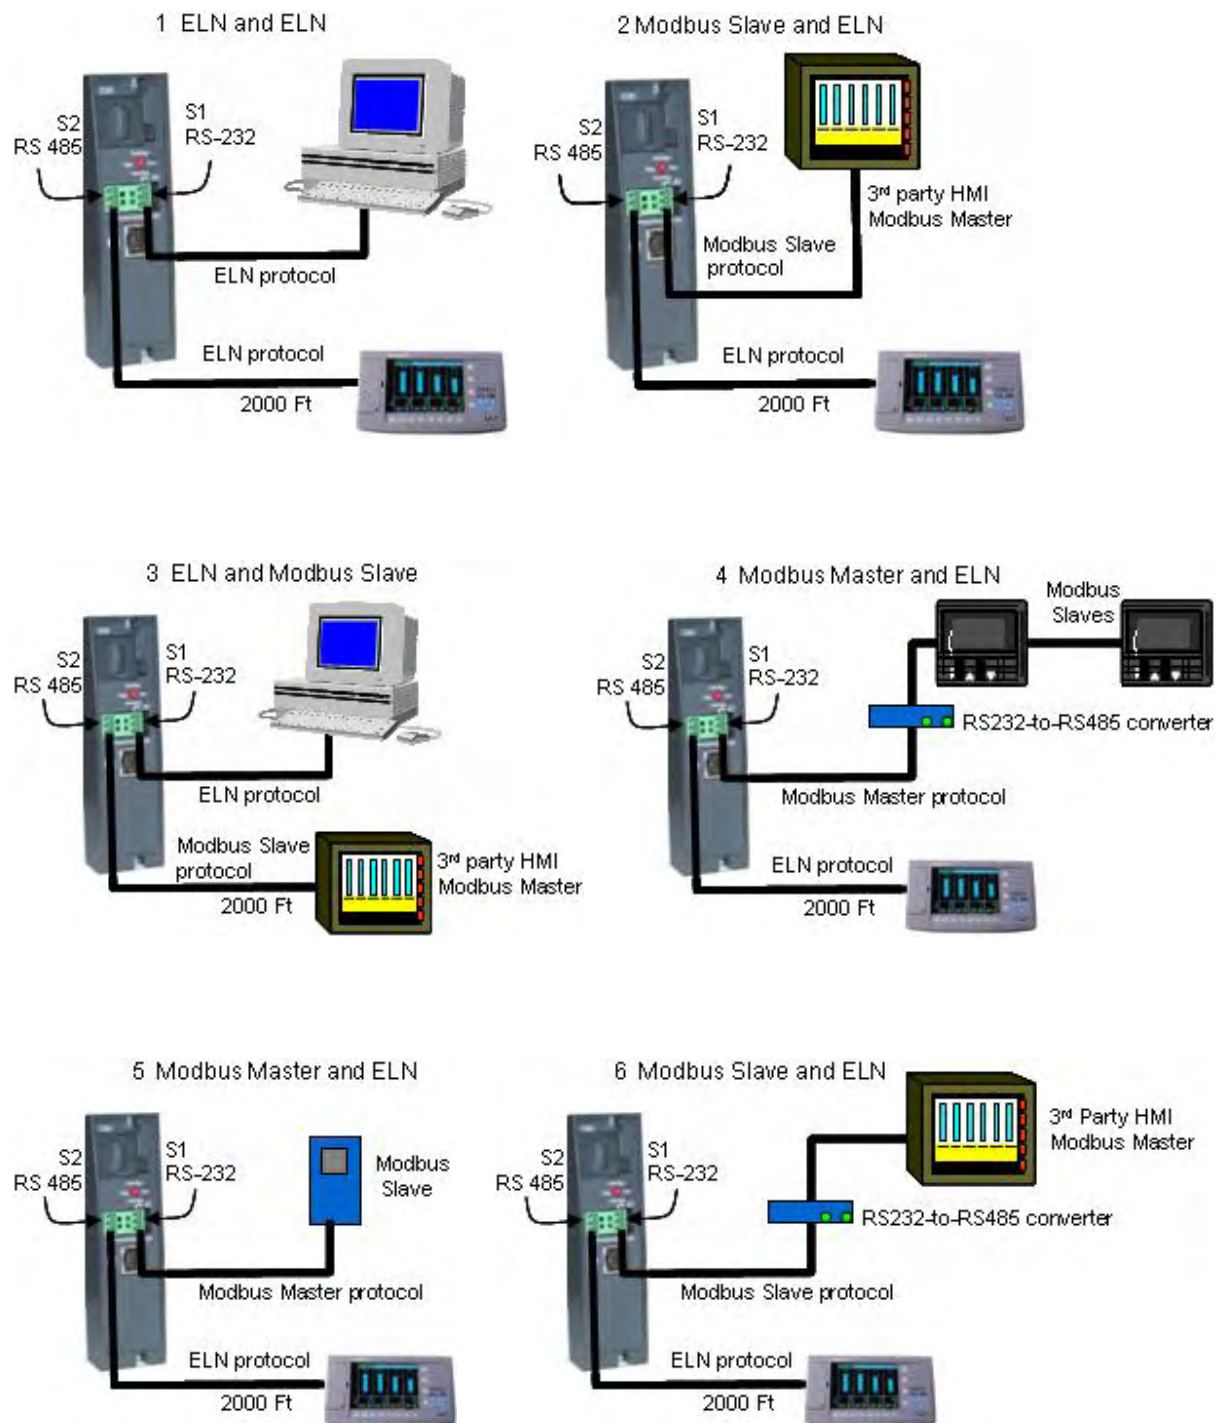 1 ELN and ELN
S2
RS 485
S1
RS-232
ELN protocol
ELN protocol
2000 Ft
2 Modbus Slave and ELN
S2
RS 485
S1
RS-232
3rd party HMI
Modbus Master
Modbus Slave
protocol
ELN protocol
2000 Ft
3 ELN and Modbus Slave
S2
RS 485
S1
RS-232
ELN protocol
Modbus Slave
protocol
2000 Ft
3rd party HMI
Modbus Master
4 Modbus Master and ELN
Modbus
Slaves
S2
RS 485
S1
RS-232
RS232-to-RS485 converter
Modbus Master protocol
ELN protocol
2000 Ft
5 Modbus Master and ELN
S2
RS 485
S1
RS-232
Modbus
Slave
Modbus Master protocol
ELN protocol
2000 Ft
6 Modbus Slave and ELN
3rd Party HMI
Modbus Master
S2
RS 485
S1
RS-232
RS232-to-RS485 converter
Modbus Slave protocol
ELN protocol
2000 Ft